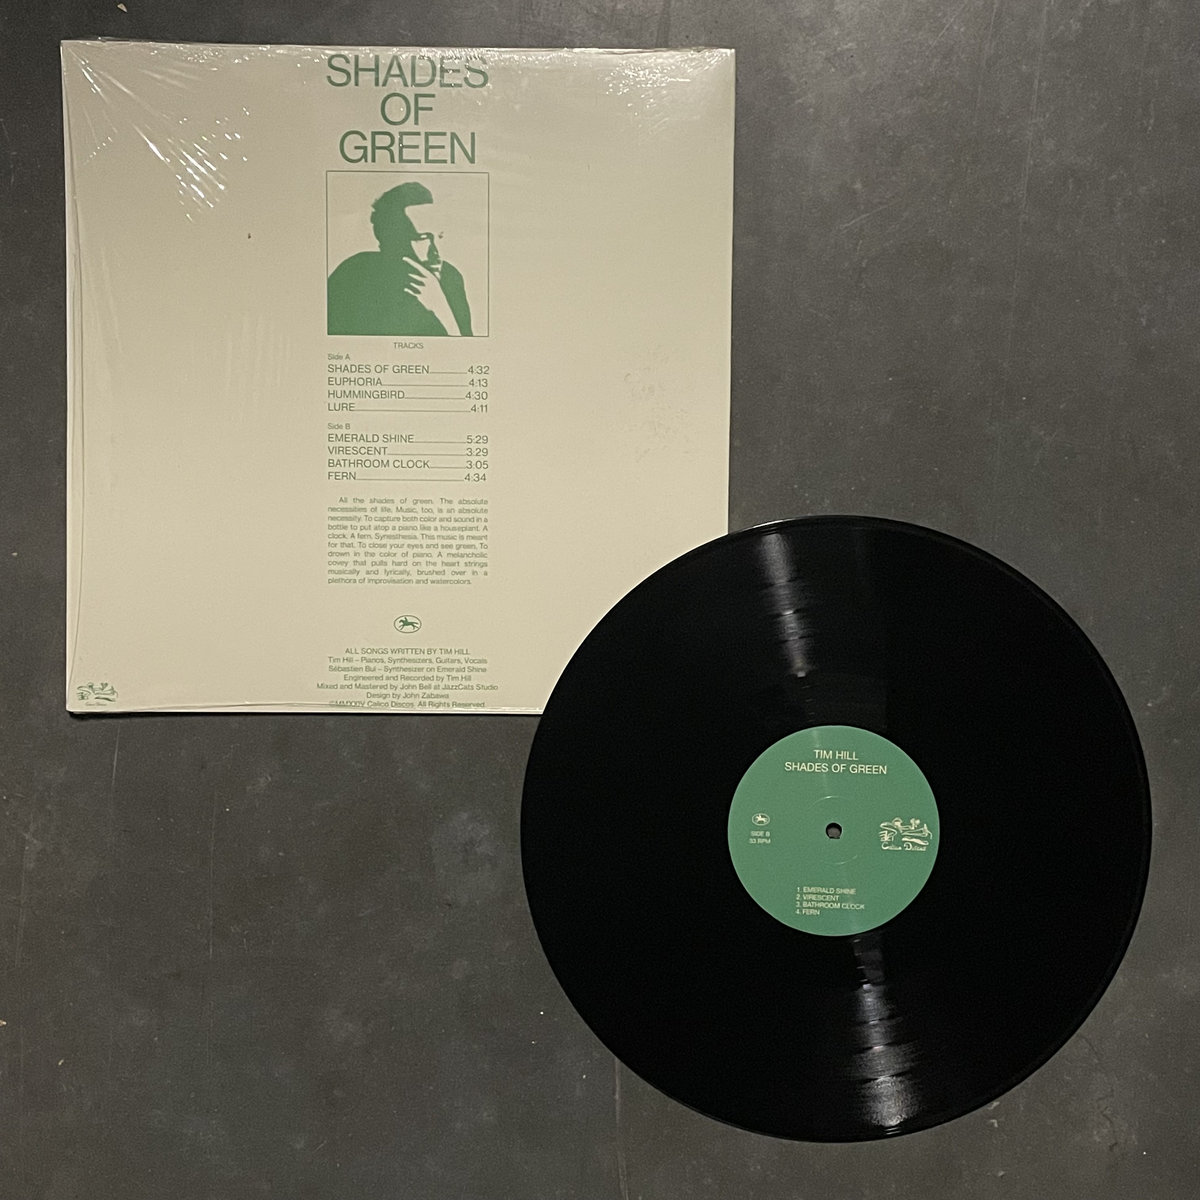 SHADES
OF
GREEN
TRACKS
Side A
SHADES OF GREEN 4:32
EUPHORIA 4:13
HUMMINGBIRD 4:30
LURE 4:11
Side B
EMERALD SHINE 5:29
VIRESCENT 3:29
BATHROOM CLOCK 3:05
FERN 4:34
All the shades of green. The absolute
necessities of life. Music, too, is an absolute
necessity. To capture both color and sound in a
bottle to put atop a piano like a houseplant. A
clock. A fern. Synesthesia. This music is meant
for that. To close your eyes and see green. To
drown in the color of piano. A melancholic
covey that pulls hard on the heart strings
musically and lyrically, brushed over in a
plethora of improvisation and watercolors.
ALL SONGS WRITTEN BY TIM HILL
Tim Hill – Pianos, Synthesizers, Guitars, Vocals
Sébastien Bui – Synthesizer on Emerald Shine
Engineered and Recorded by Tim Hill
Mixed and Mastered by John Bell at JazzCats Studio
Design by John Zabawa
©MMXXIV Calico Discos. All Rights Reserved.
Calico Discos
TIM HILL
SHADES OF GREEN
SIDE B
33 RPM
Calico Discos
1. EMERALD SHINE
2. VIRESCENT
3. BATHROOM CLOCK
4. FERN